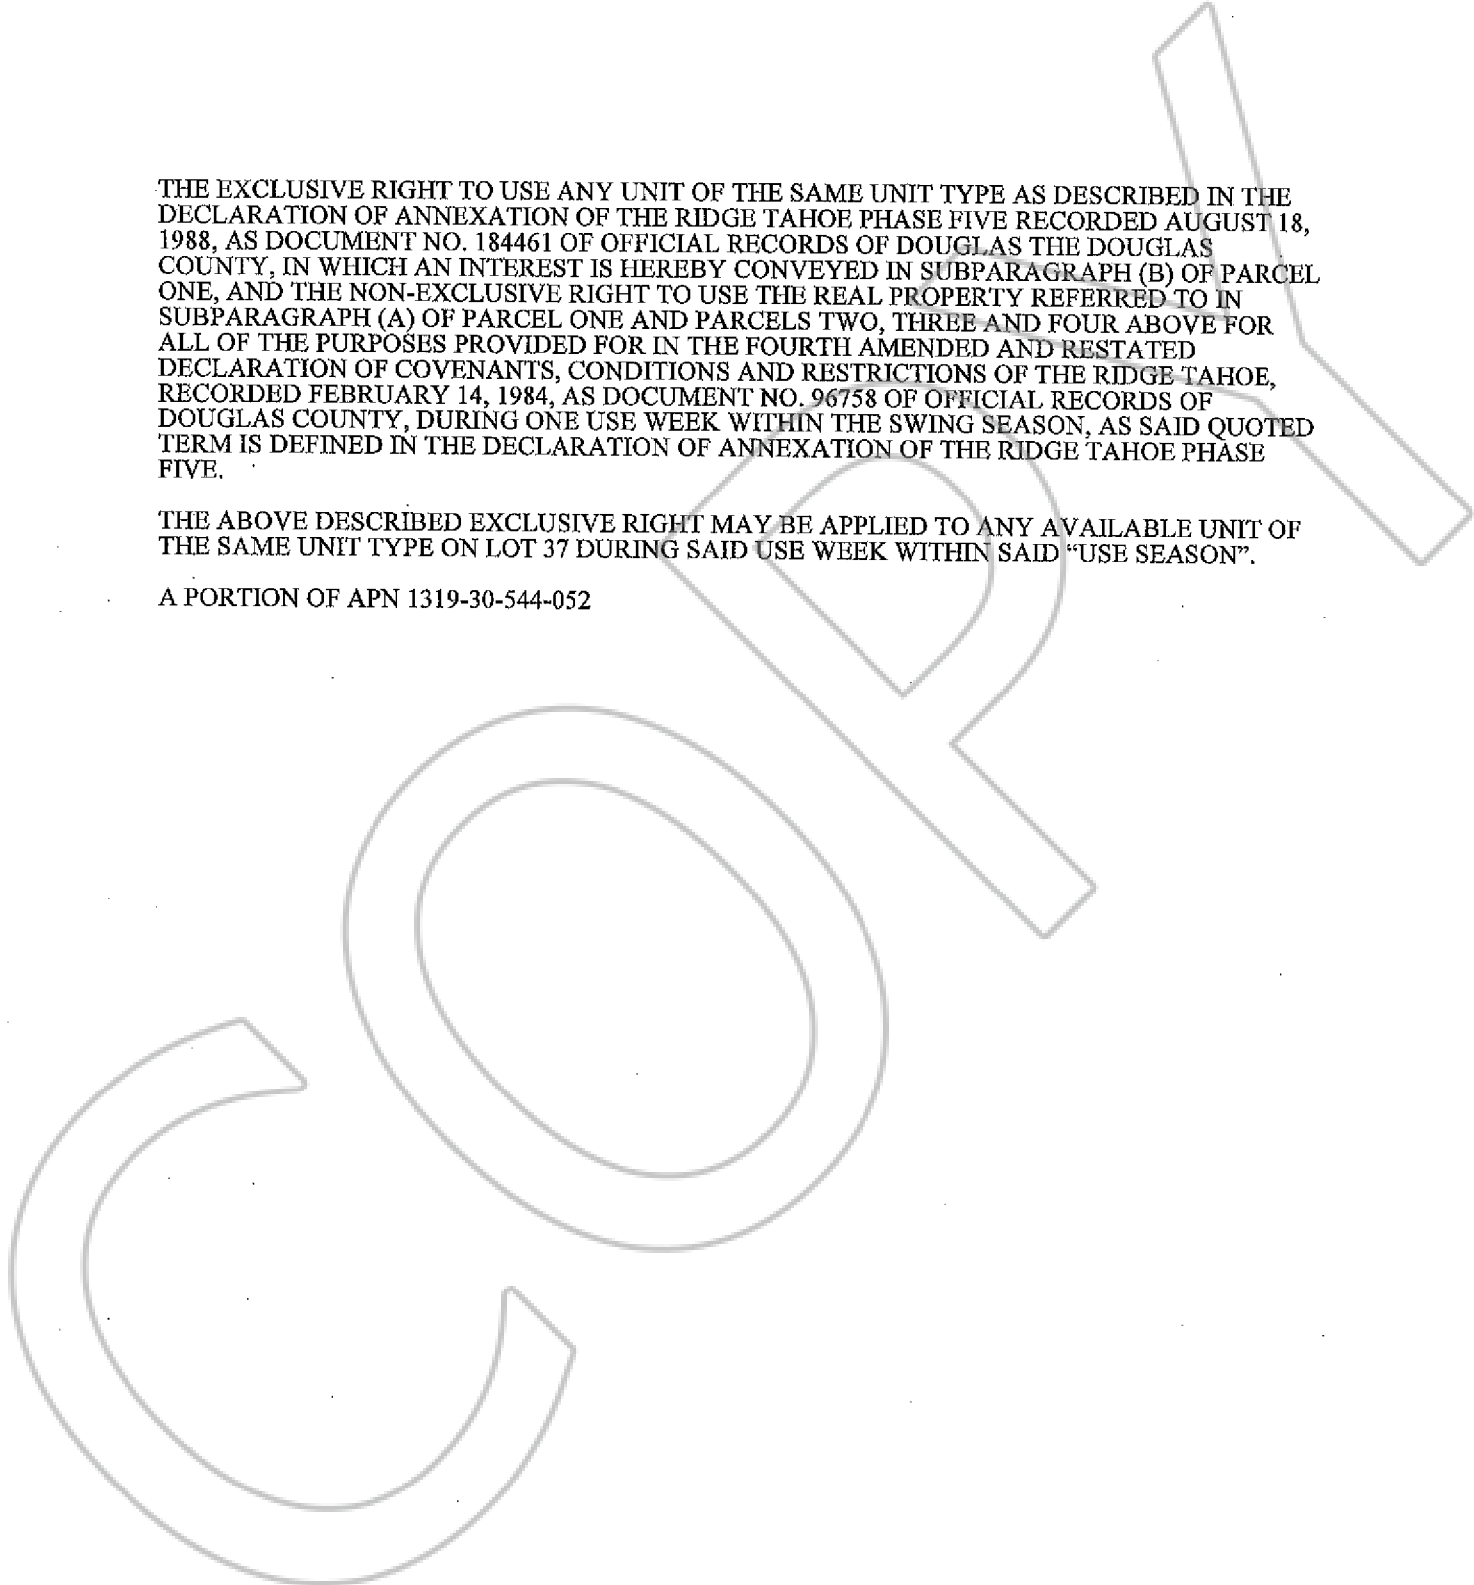 THE EXCLUSIVE RIGHT TO USE ANY UNIT OF THE SAME UNIT TYPE AS DESCRIBED IN THE
DECLARATION OF ANNEXATION OF THE RIDGE TAHOE PHASE FIVE RECORDED AUGUST 18,
1988, AS DOCUMENT NO. 184461 OF OFFICIAL RECORDS OF DOUGLAS THE DOUGLAS
COUNTY, IN WHICH AN INTEREST IS HEREBY CONVEYED IN SUBPARAGRAPH (B) OF PARCEL
ONE, AND THE NON-EXCLUSIVE RIGHT TO USE THE REAL PROPERTY REFERRED TO IN
SUBPARAGRAPH (A) OF PARCEL ONE AND PARCELS TWO, THREE AND FOUR ABOVE FOR
ALL OF THE PURPOSES PROVIDED FOR IN THE FOURTH AMENDED AND RESTATED
DECLARATION OF COVENANTS, CONDITIONS AND RESTRICTIONS OF THE RIDGE TAHOE,
RECORDED FEBRUARY 14, 1984, AS DOCUMENT NO. 96758 OF OFFICIAL RECORDS OF
DOUGLAS COUNTY, DURING ONE USE WEEK WITHIN THE SWING SEASON, AS SAID QUOTED
TERM IS DEFINED IN THE DECLARATION OF ANNEXATION OF THE RIDGE TAHOE PHASE
FIVE.
THE ABOVE DESCRIBED EXCLUSIVE RIGHT MAY BE APPLIED TO ANY AVAILABLE UNIT OF
THE SAME UNIT TYPE ON LOT 37 DURING SAID USE WEEK WITHIN SAID “USE SEASON”.
A PORTION OF APN 1319-30-544-052
COPY